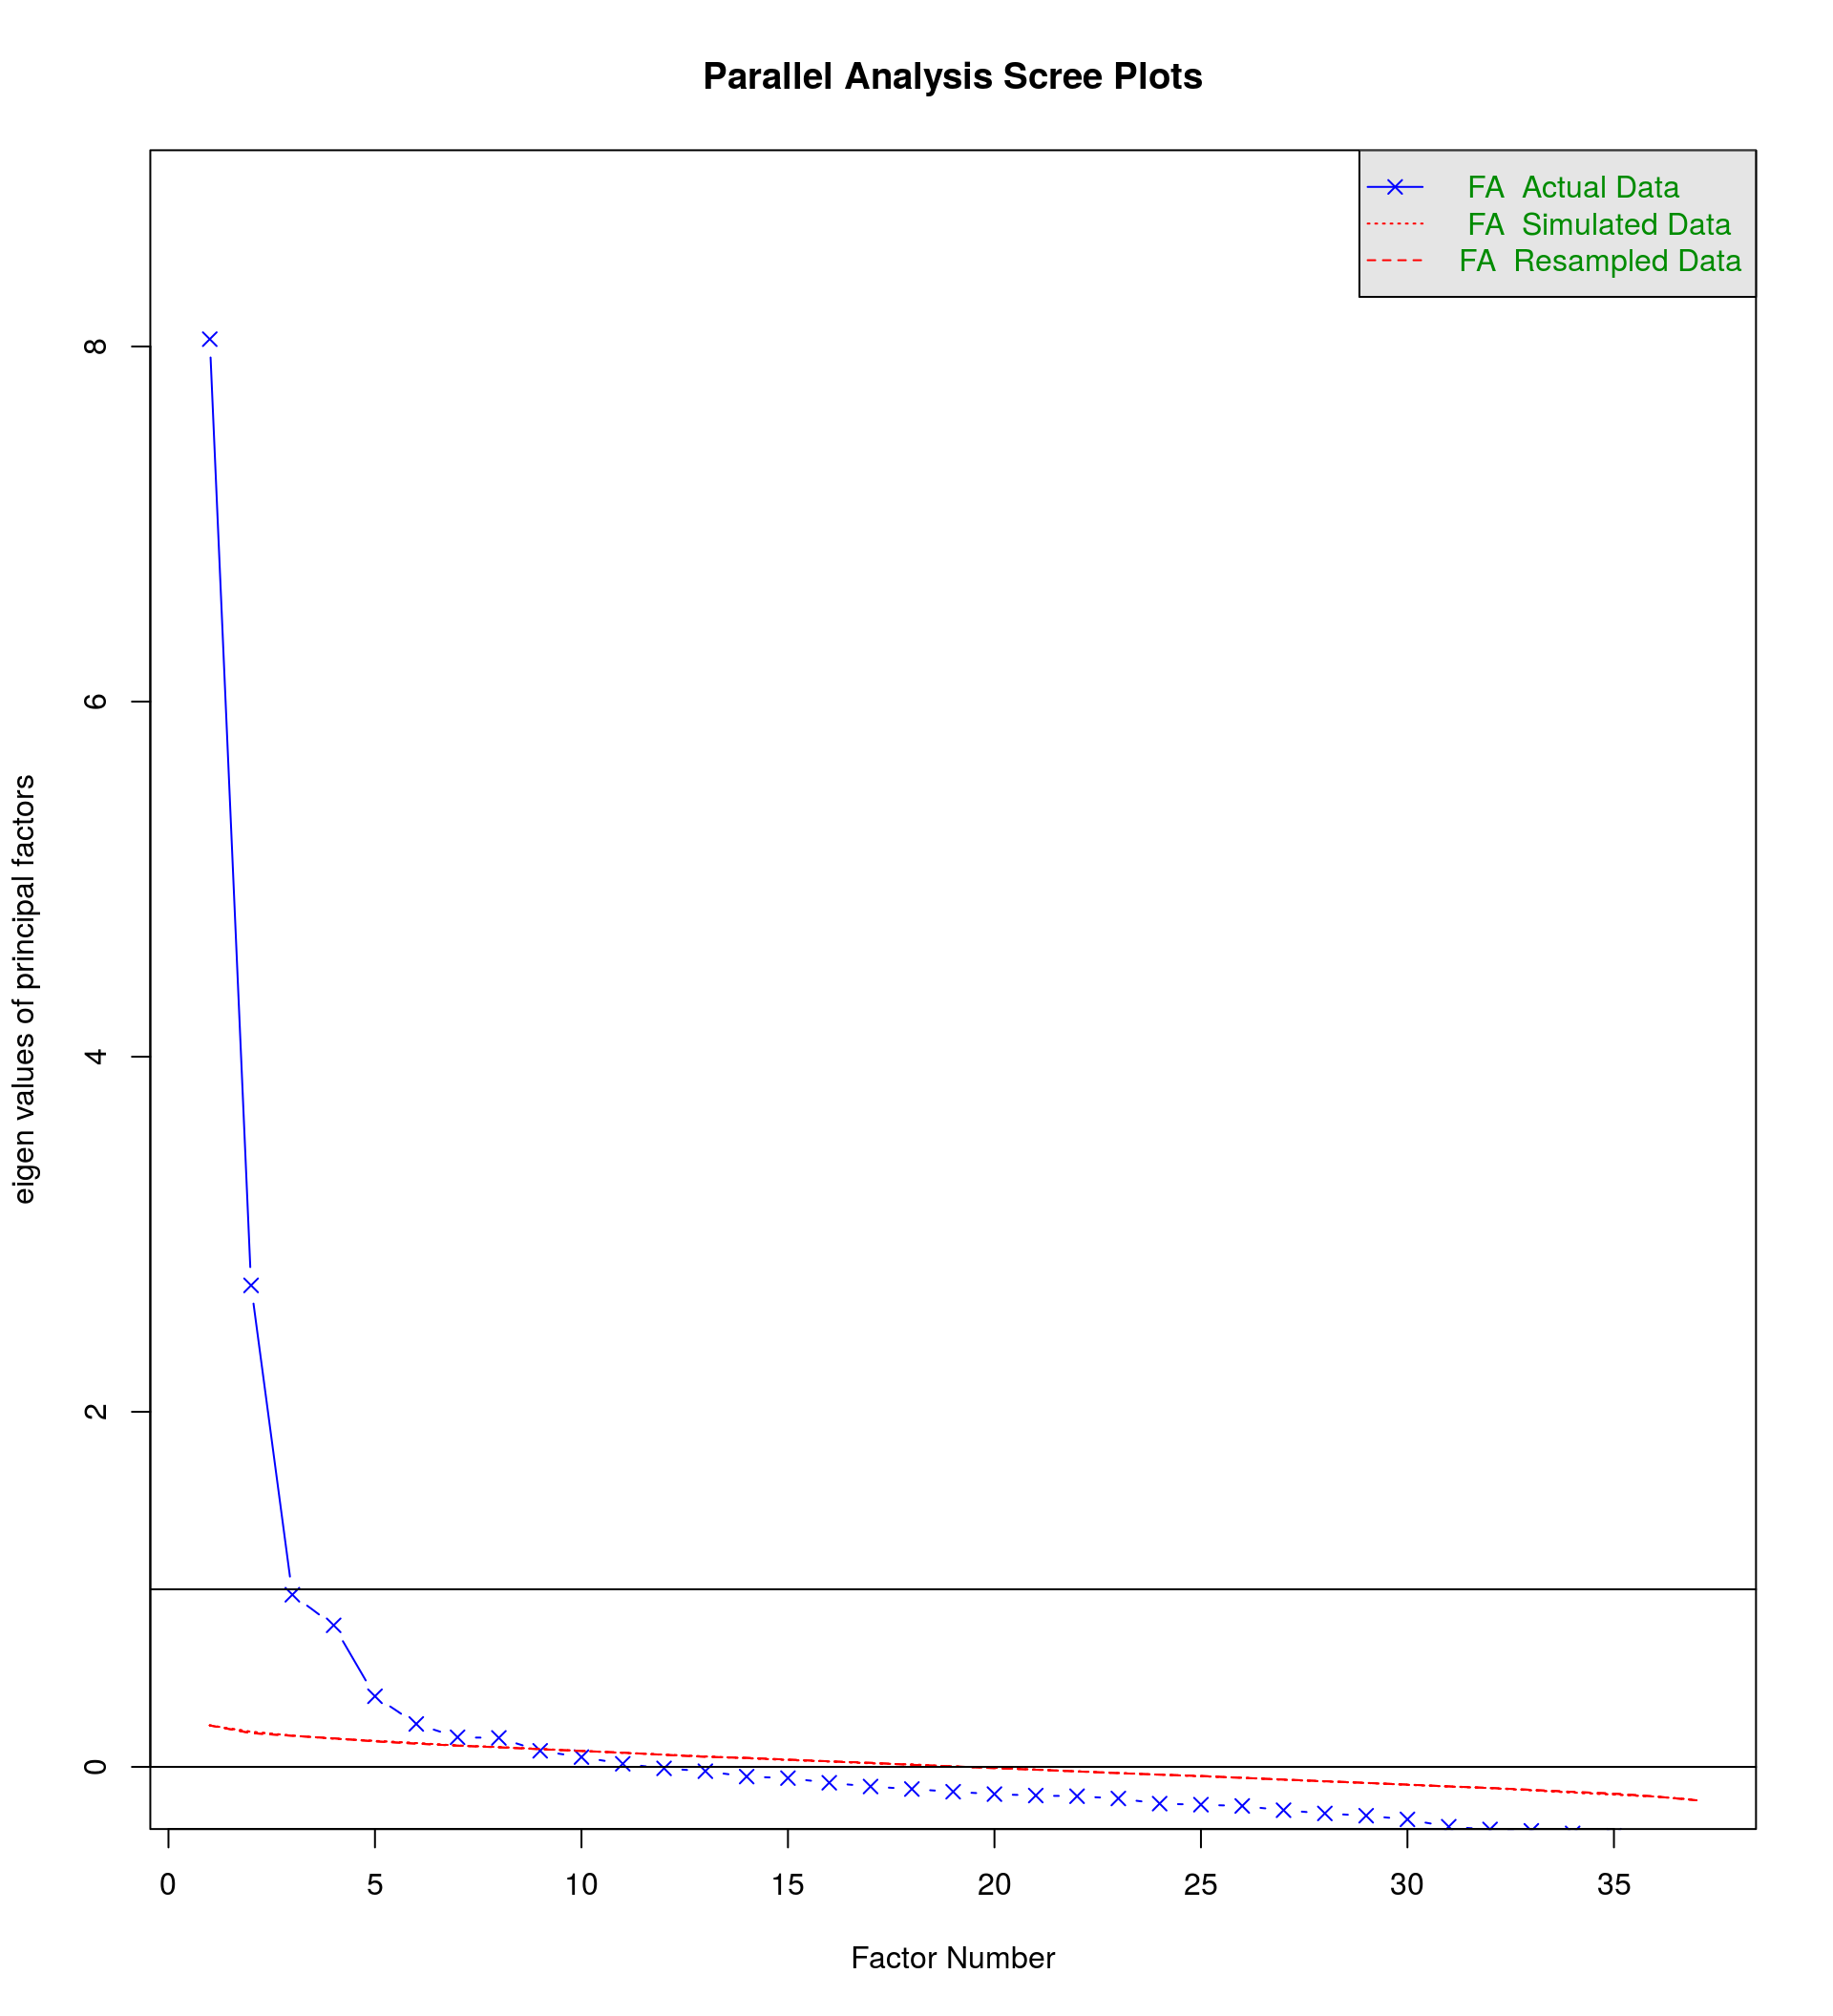 Parallel Analysis Scree Plots
FA Actual Data
FA Simulated Data
FA Resampled Data
eigen values of principal factors
8
6
4
2
0
0 5 10 15 20 25 30 35
Factor Number